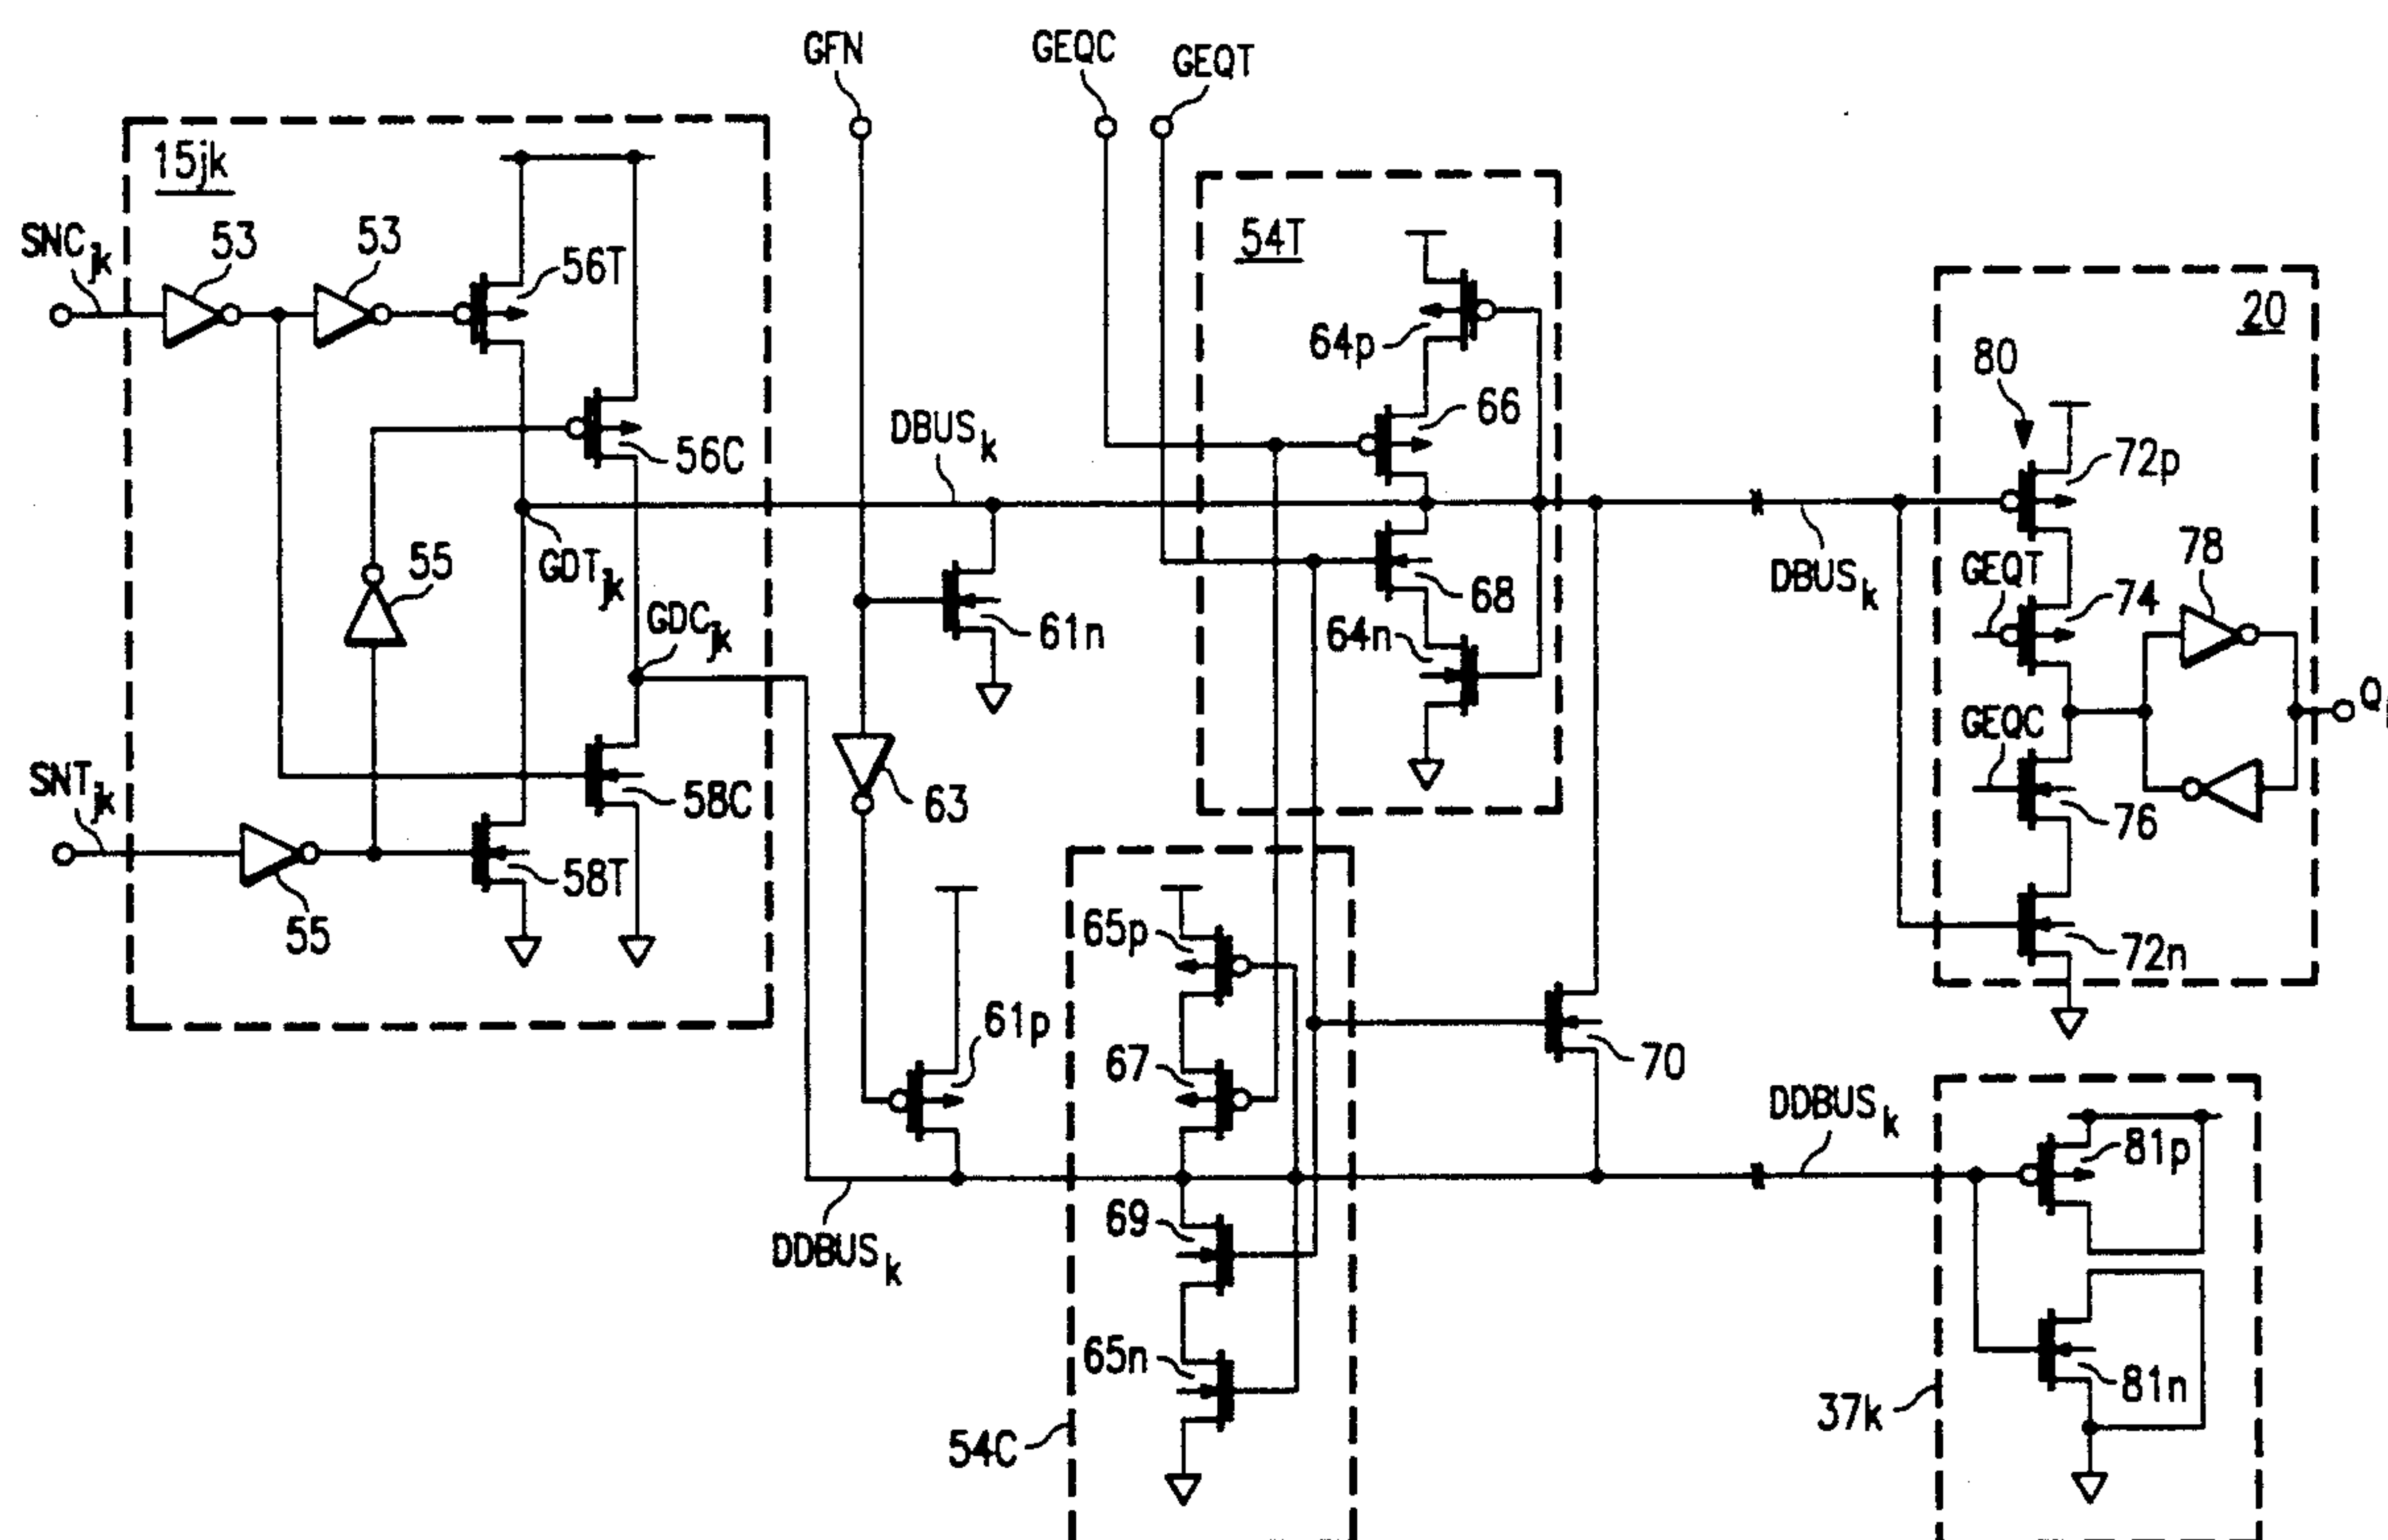 GFN
GEQC
GEQT
15jk
SNCjk
53
53
56T
56C
55
GDTjk
GDCjk
SNTjk
55
58T
58C
DBUSk
61n
63
61p
DDBUSk
54T
64p
66
68
64n
65p
67
69
65n
54C
70
DBUSk
20
80
72p
GEQT
74
78
GEQC
76
72n
Q
DDBUSk
81p
81n
37k